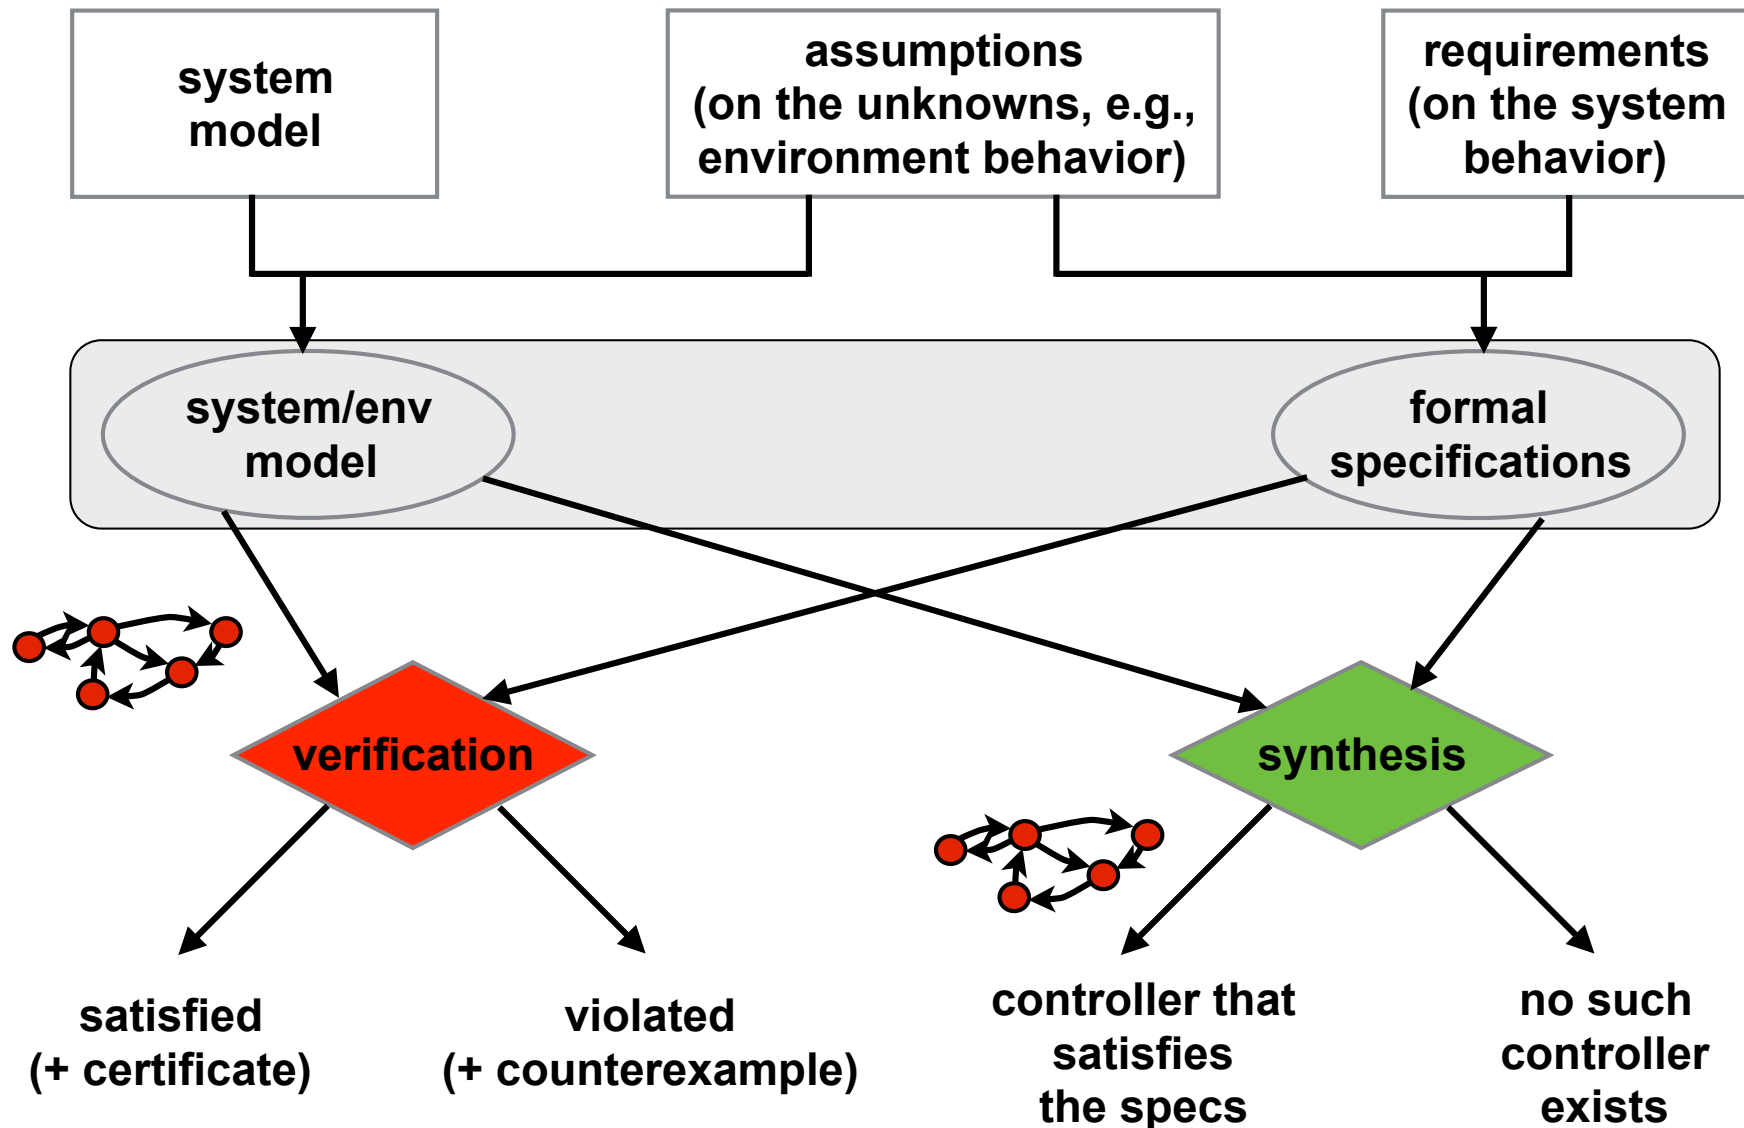 system
model
assumptions
(on the unknowns, e.g.,
environment behavior)
requirements
(on the system
behavior)
system/env
model
formal
specifications
verification
synthesis
satisfied
(+ certificate)
violated
(+ counterexample)
controller that
satisfies
the specs
no such
controller
exists